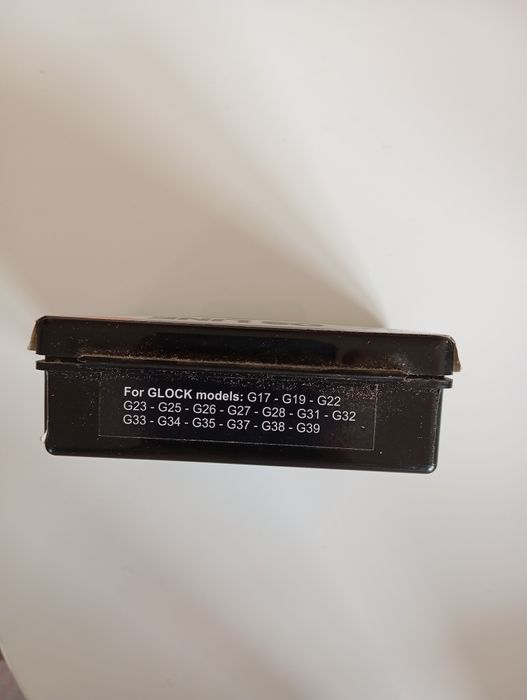 For GLOCK models: G17 - G19 - G22
G23 - G25 - G26 - G27 - G28 - G31 - G32
G33 - G34 - G35 - G37 - G38 - G39